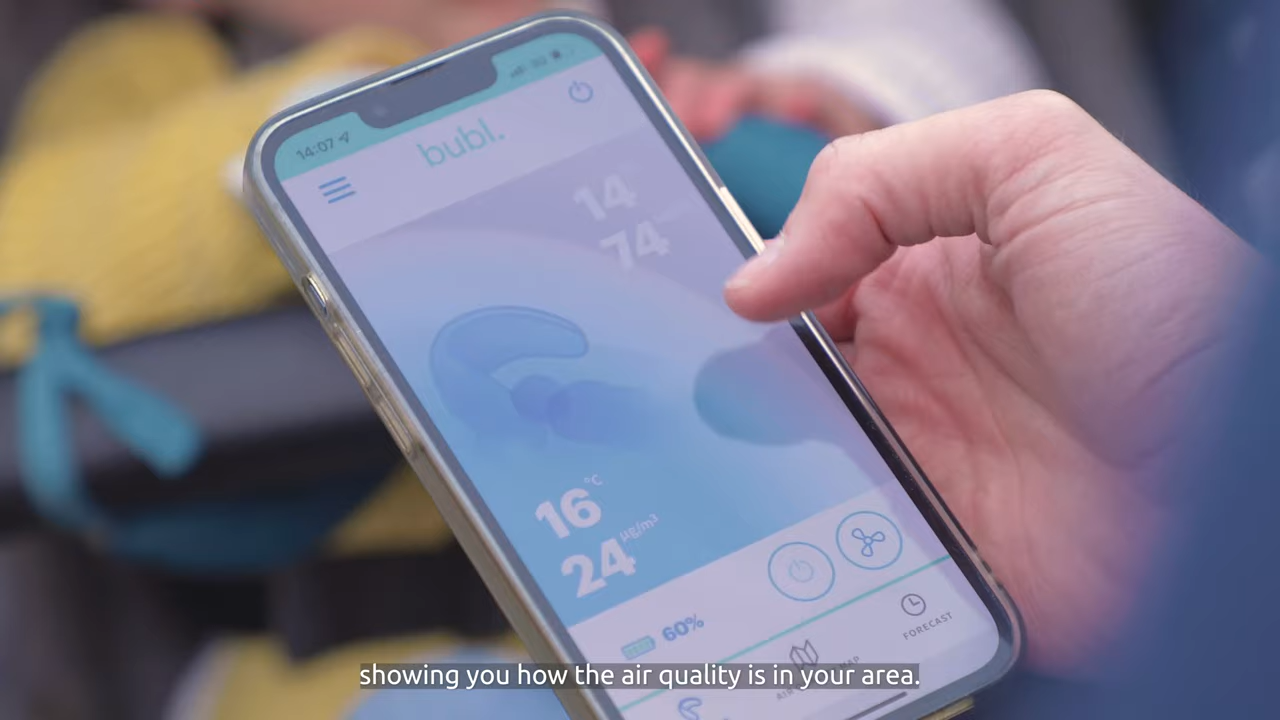 14:07
bubl.
14
74
16 °C
24 µg/m³
60%
FORECAST
MAP
showing you how the air quality is in your area.